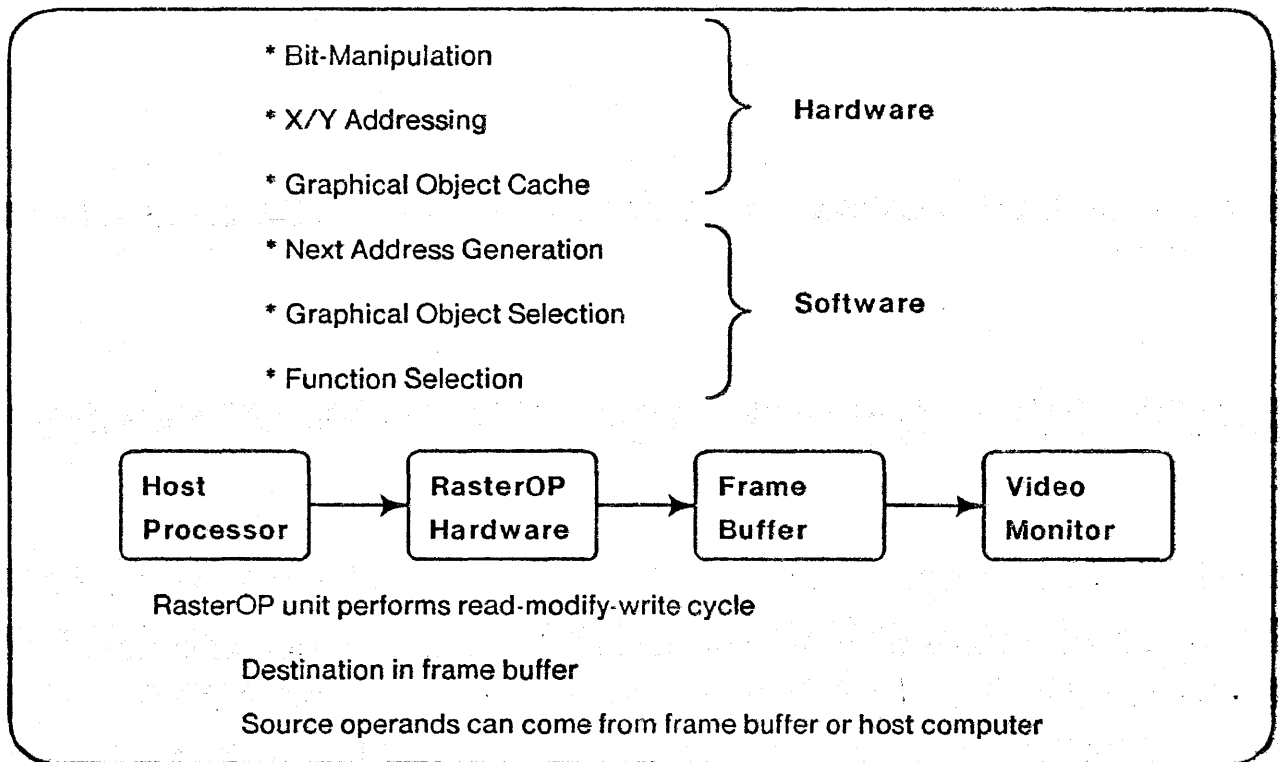 * Bit-Manipulation
* X/Y Addressing
* Graphical Object Cache
Hardware
* Next Address Generation
* Graphical Object Selection
* Function Selection
Software
Host
Processor
RasterOP
Hardware
Frame
Buffer
Video
Monitor
RasterOP unit performs read-modify-write cycle
Destination in frame buffer
Source operands can come from frame buffer or host computer